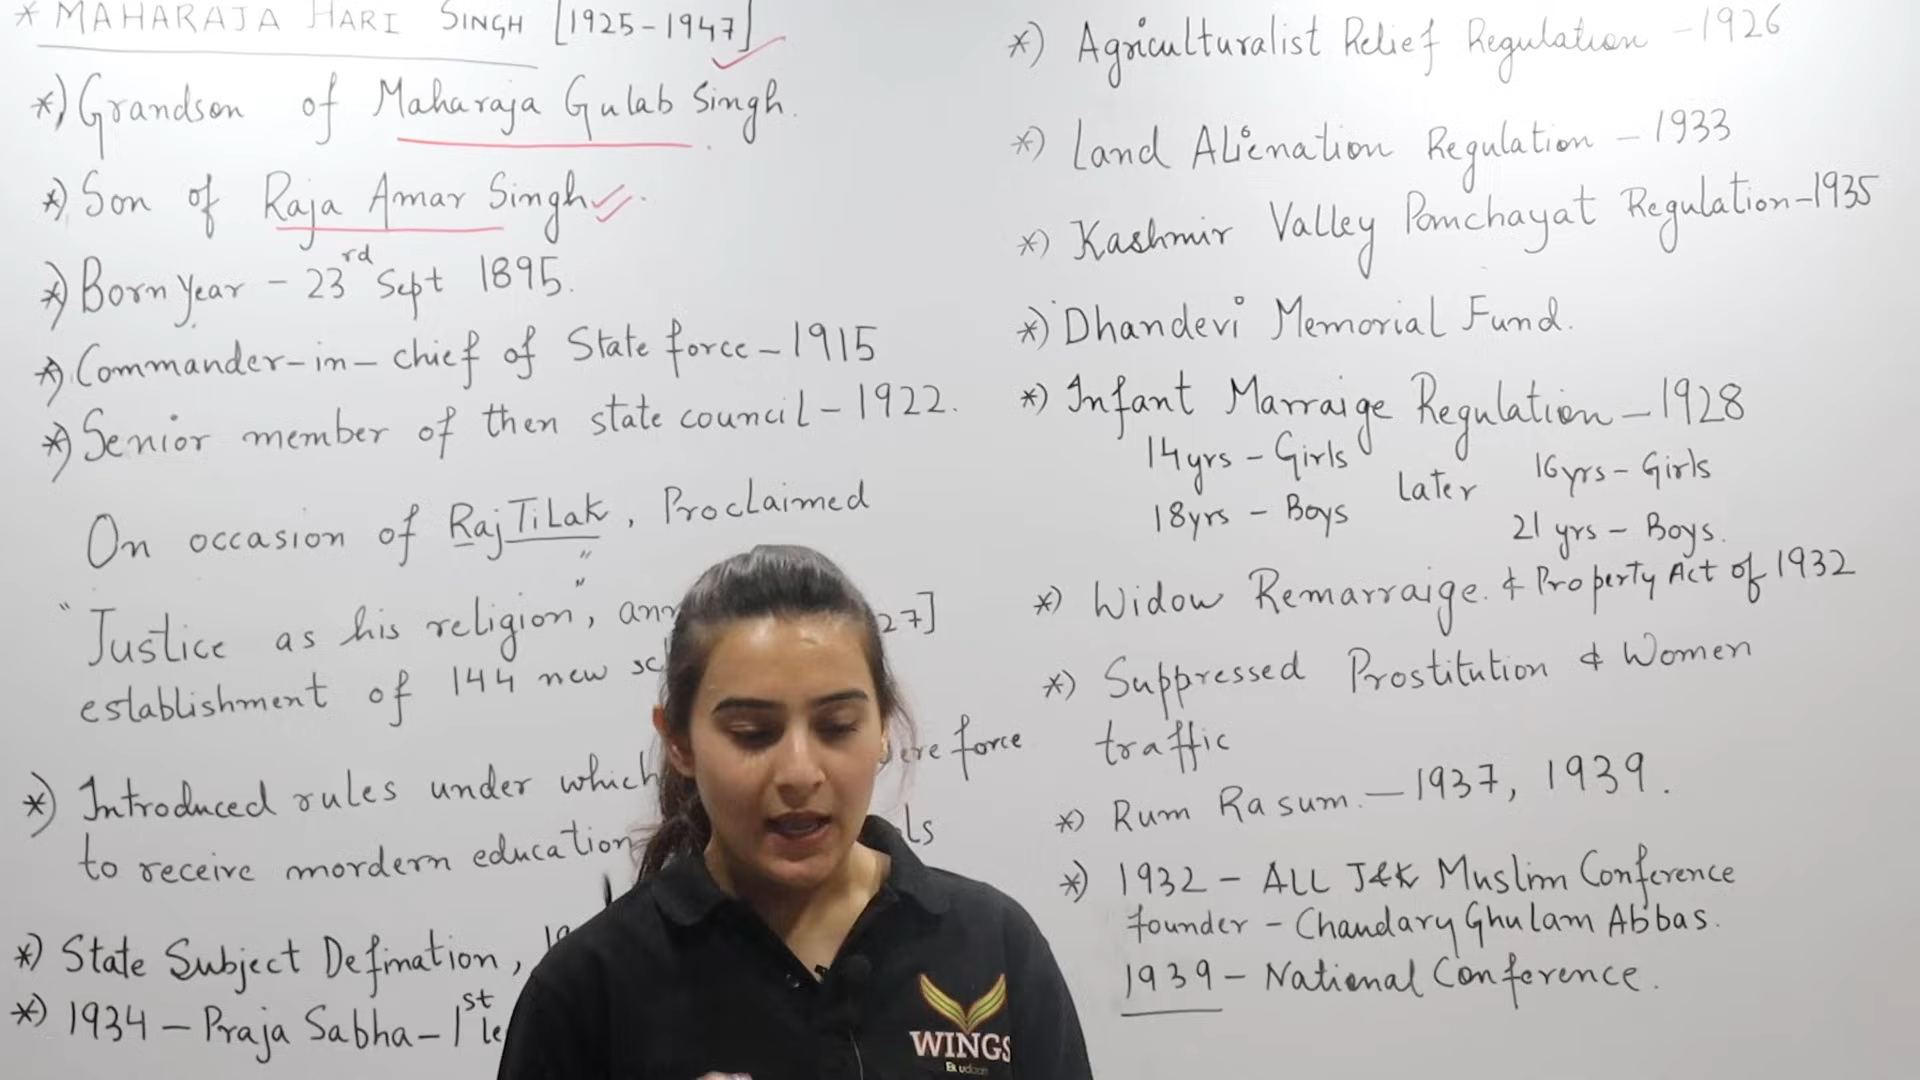 * MAHARAJA HARI SINGH [1925-1947]
*) Grandson of Maharaja Gulab Singh.
*) Son of Raja Amar Singh.
*) Born Year - 23rd Sept 1895.
*) Commander-in-chief of State force - 1915
*) Senior member of then state council - 1922.
On occasion of Raj TiLak, Proclaimed
"Justice as his religion", 27]
establishment of 144 new
*) Introduced rules under which force
to receive mordern education
*) State Subject Defination,
*) 1934 - Praja Sabha - 1st
*) Agriculturalist Relief Regulation - 1926
*) Land Alienation Regulation - 1933
*) Kashmir Valley Panchayat Regulation - 1935
*) Dhandevi Memorial Fund.
*) Infant Marraige Regulation - 1928
14yrs - Girls later 16yrs - Girls
18yrs - Boys 21 yrs - Boys.
*) Widow Remarraige & Property Act of 1932
*) Suppressed Prostitution & Women
traffic
*) Rum Rasum. - 1937, 1939.
*) 1932 - ALL J&K Muslim Conference
founder - Chaudary Ghulam Abbas.
1939 - National Conference.
WINGS
Ek udaan